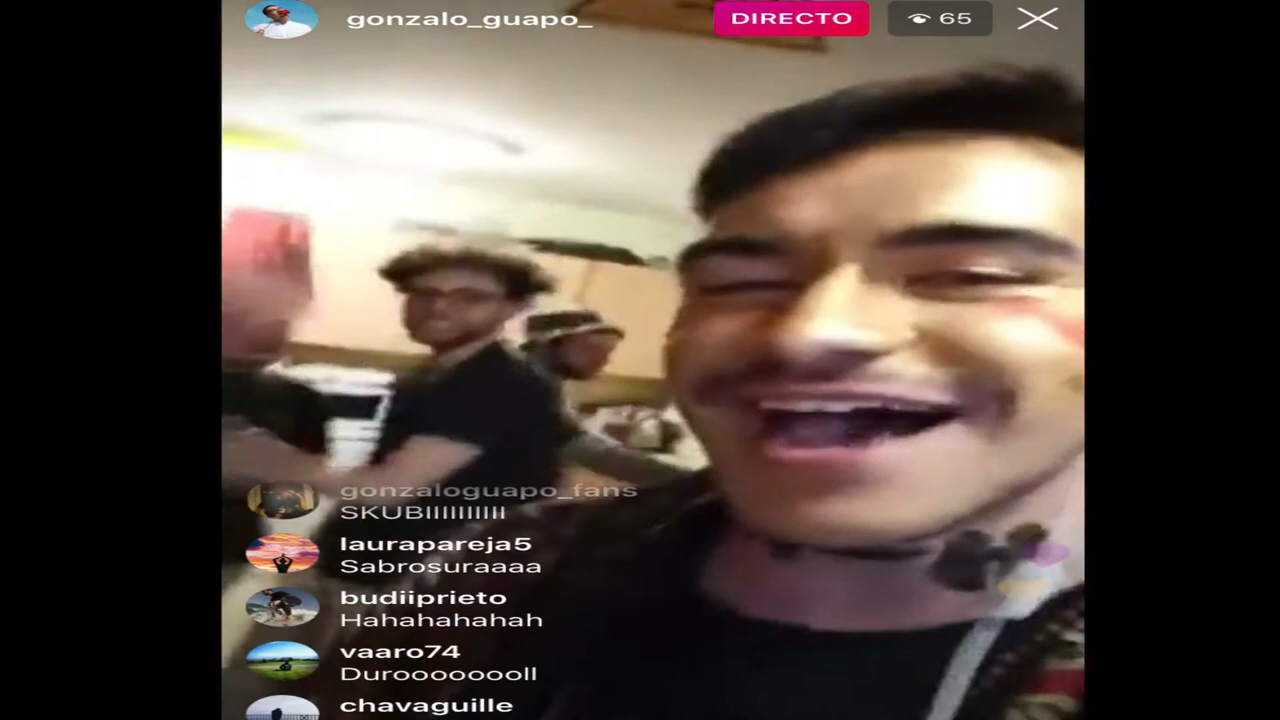 gonzalo_guapo_
DIRECTO
65
gonzaloguapo_fans
SKUBIIIIIIIIII
laurapareja5
Sabrosuraaaa
budiiprieto
Hahahahahah
vaaro74
Duroooooooll
chavaguille